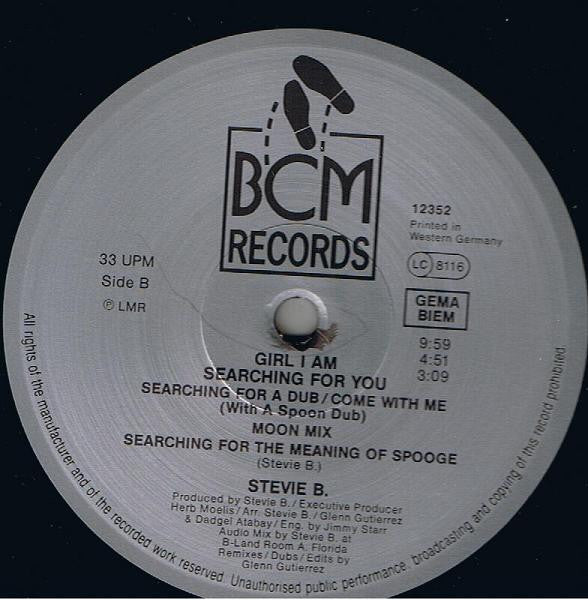 BCM
RECORDS
12352
Printed in
Western Germany
LC 8116
GEMA
BIEM
33 UPM
Side B
℗ LMR
9:59
4:51
3:09
GIRL I AM
SEARCHING FOR YOU
SEARCHING FOR A DUB/COME WITH ME
(With A Spoon Dub)
MOON MIX
SEARCHING FOR THE MEANING OF SPOOGE
(Stevie B.)
STEVIE B.
Produced by Stevie B./Executive Producer
Herb Moelis/Arr. Stevie B./Glenn Gutierrez
& Dadgel Atabay/Eng. by Jimmy Starr
Audio Mix by Stevie B. at
B-Land Room A. Florida
Remixes/Dubs/Edits by
Glenn Gutierrez
All rights of the manufacturer and of the recorded work reserved. Unauthorised public performance, broadcasting and copying of this record prohibited.